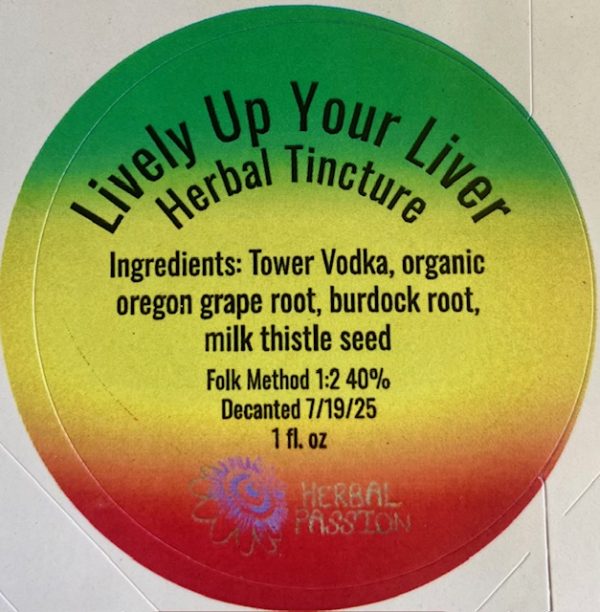 Lively Up Your Liver
Herbal Tincture
Ingredients: Tower Vodka, organic
oregon grape root, burdock root,
milk thistle seed
Folk Method 1:2 40%
Decanted 7/19/25
1 fl. oz
HERBAL
PASSION